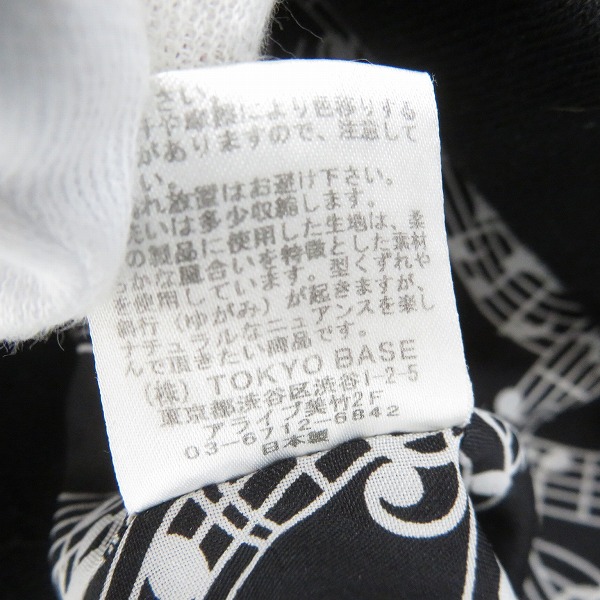 さい。
や摩擦により色移りする
がありますので、注意して
い。
れ放置はお避け下さい。
たいは多少収縮します。
の製品に使用した生地は、素材や、
かな風合いを特徴とした薄れが
を使用しています。型くずれ
斜行（ゆがみ）が起きますを楽し
ナチュラルなニュアンス
んで頂きたい商品です。
（株）TOKYO BASE
東京都渋谷区渋谷1-2-5
アライブ美竹2F
03-6712-6842
日本製